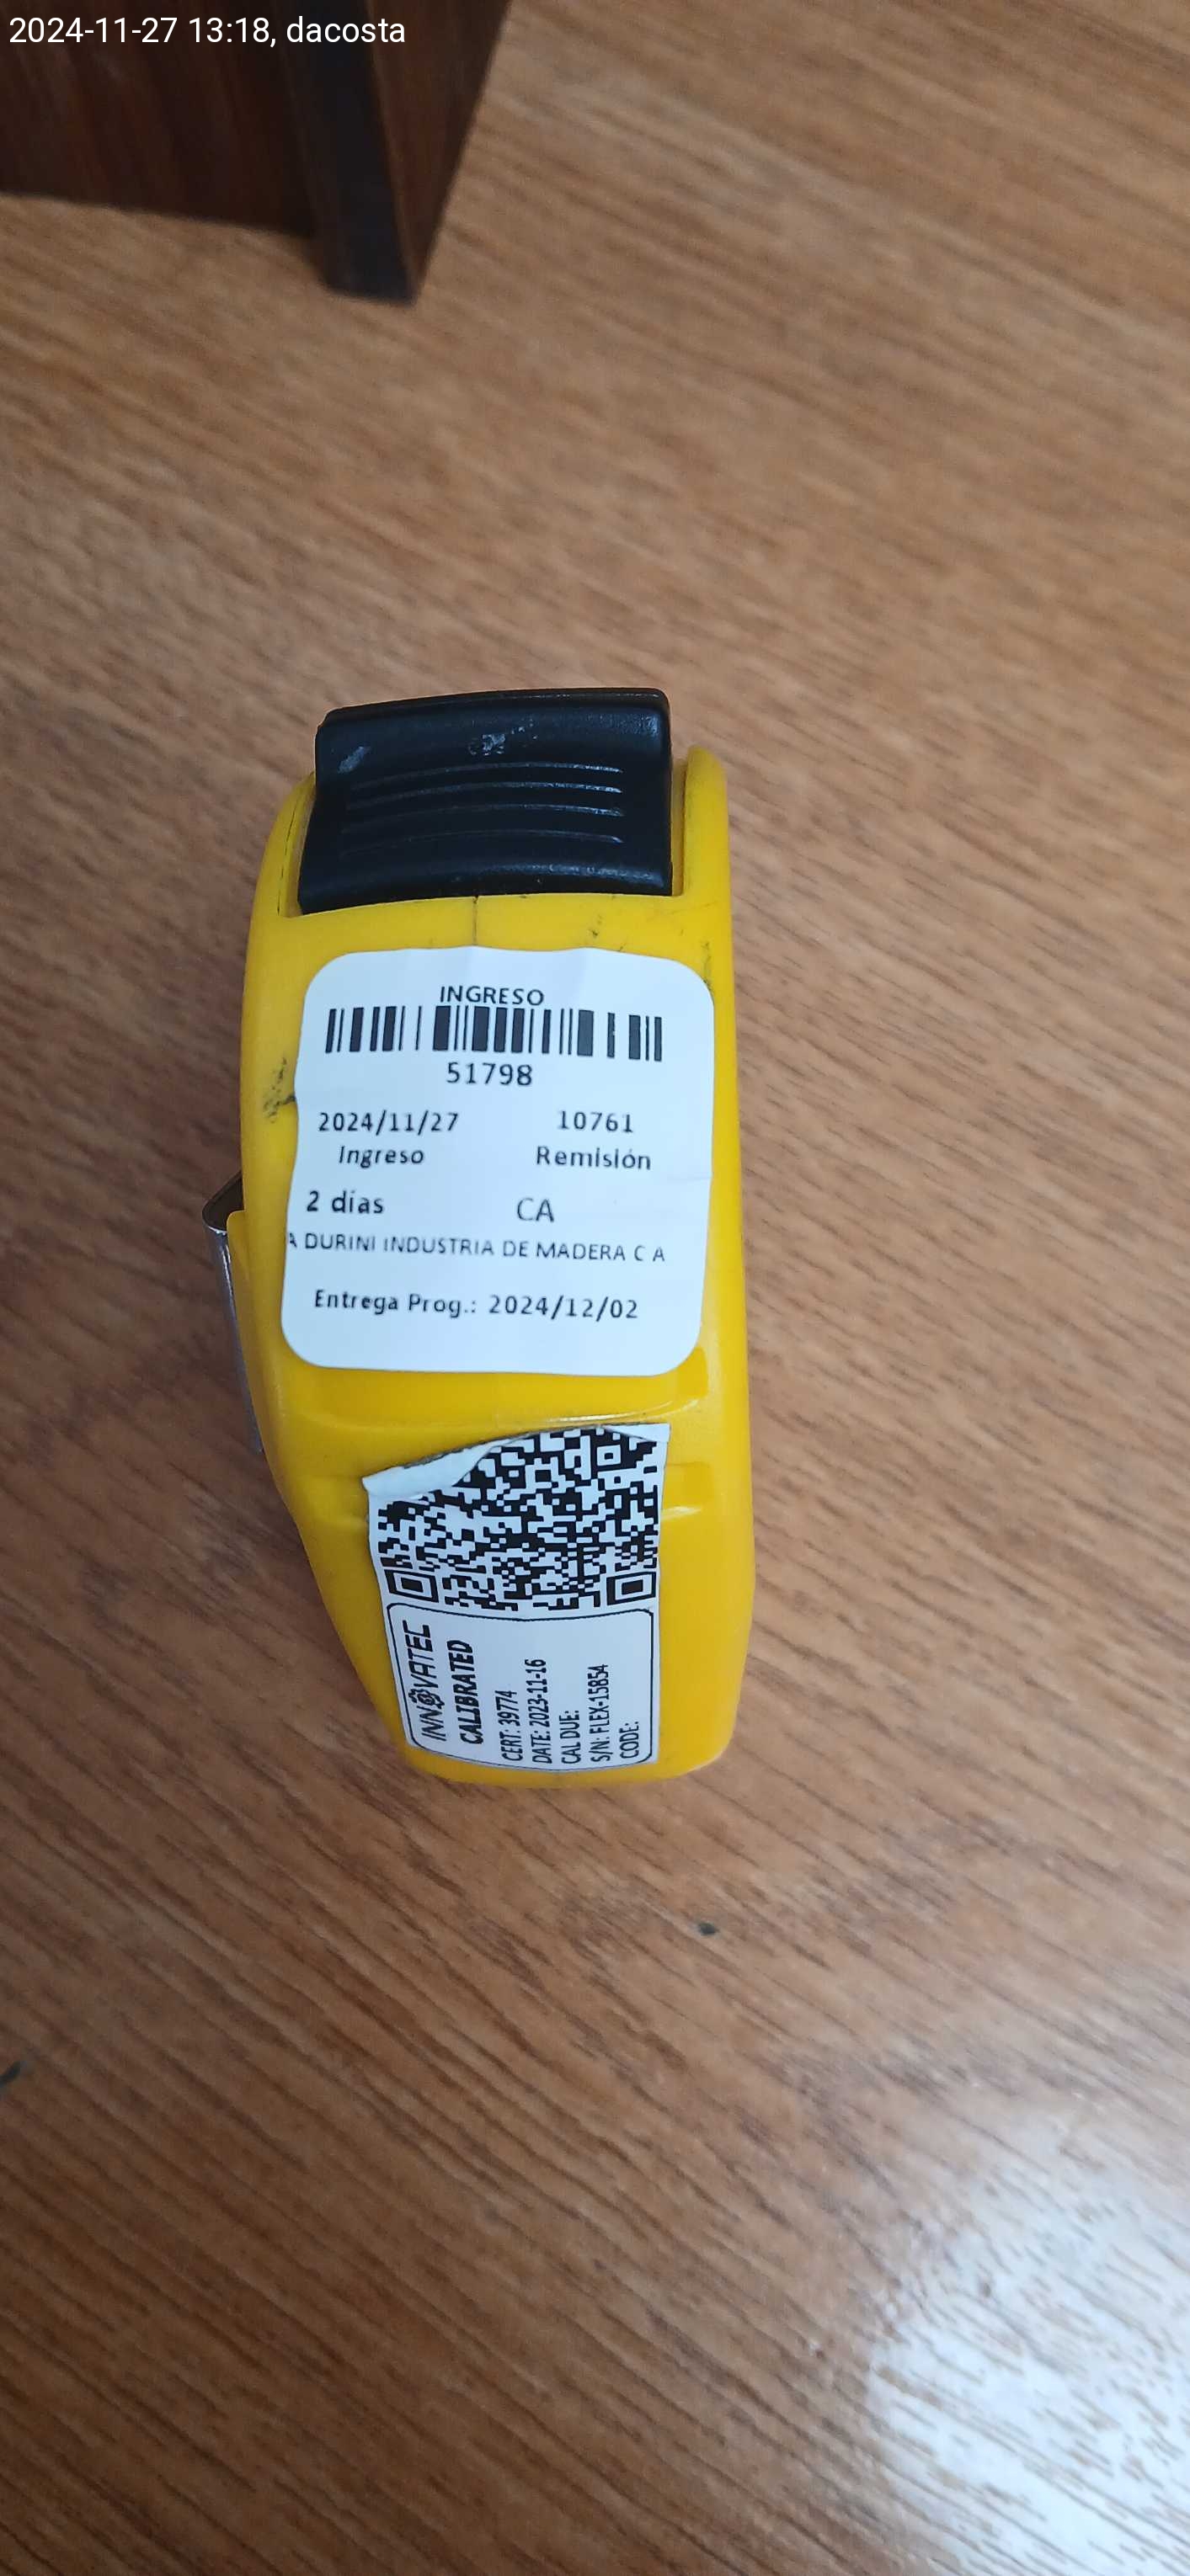 2024-11-27 13:18, dacosta
INGRESO
51798
2024/11/27 10761
Ingreso Remisión
2 días CA
A DURINI INDUSTRIA DE MADERA C A
Entrega Prog.: 2024/12/02
INNOVATEC
CALIBRATED
CERT: 39774
DATE: 2023-11-16
CAL DUE:
S/N: FLEX-15854
CODE: